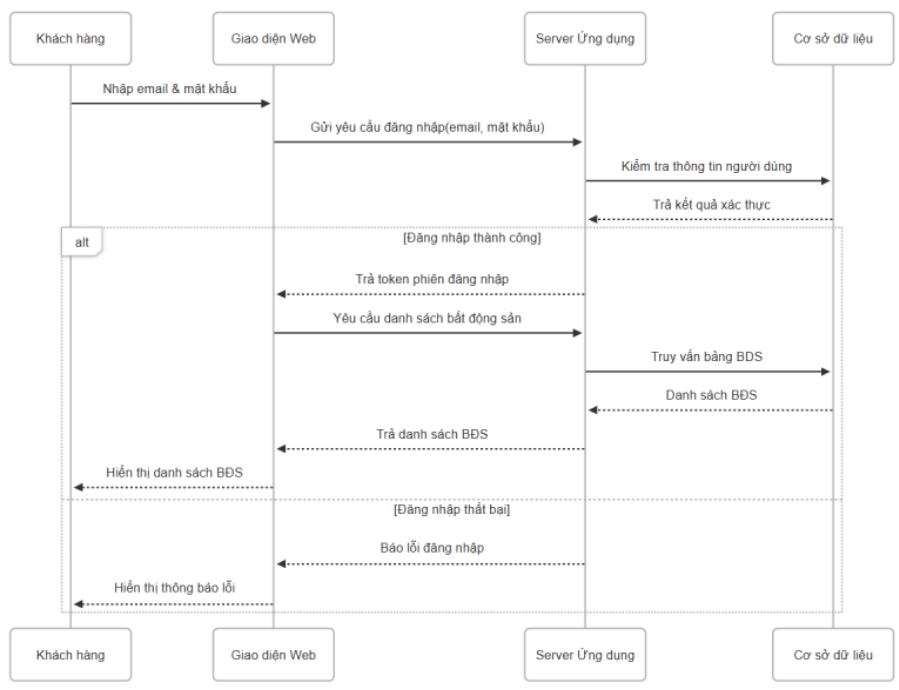 Khách hàng
Giao diện Web
Server Ứng dụng
Cơ sở dữ liệu
Nhập email & mật khẩu
Gửi yêu cầu đăng nhập(email, mật khẩu)
Kiểm tra thông tin người dùng
Trả kết quả xác thực
alt
[Đăng nhập thành công]
Trả token phiên đăng nhập
Yêu cầu danh sách bất động sản
Truy vấn bảng BDS
Danh sách BĐS
Trả danh sách BĐS
Hiển thị danh sách BĐS
[Đăng nhập thất bại]
Báo lỗi đăng nhập
Hiển thị thông báo lỗi
Khách hàng
Giao diện Web
Server Ứng dụng
Cơ sở dữ liệu